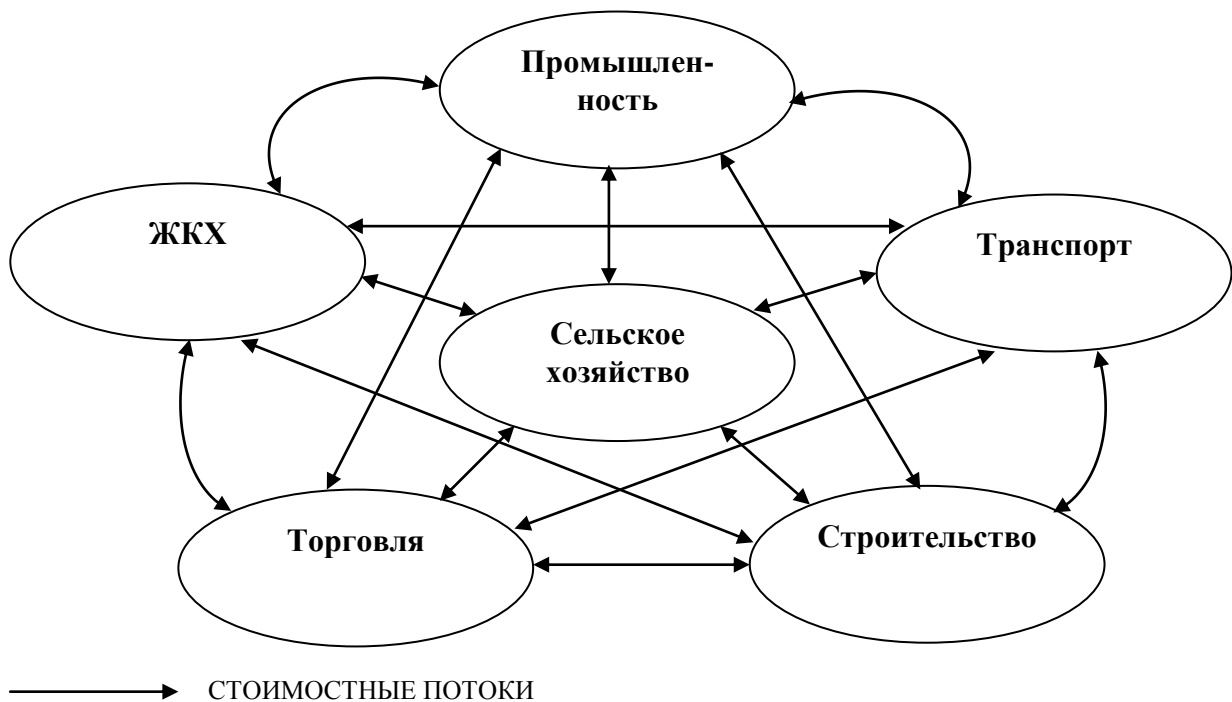 Промышлен-
ность
ЖКХ
Транспорт
Сельское
хозяйство
Торговля
Строительство
СТОИМОСТНЫЕ ПОТОКИ